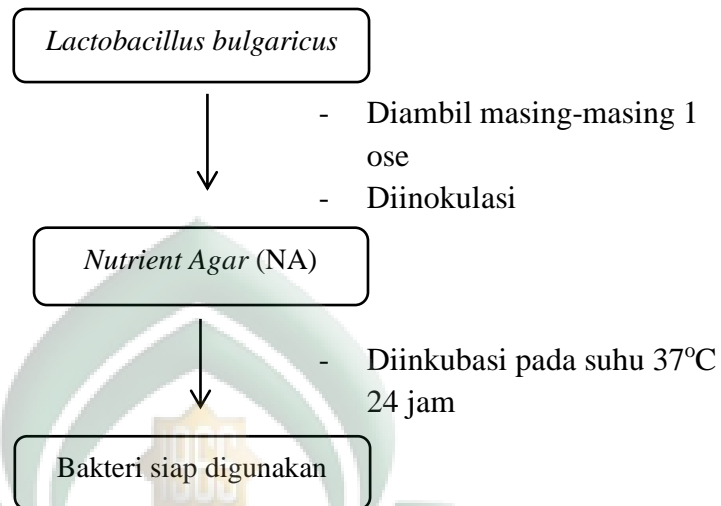 Lactobacillus bulgaricus
- Diambil masing-masing 1
ose
- Diinokulasi
Nutrient Agar (NA)
- Diinkubasi pada suhu 37°C
24 jam
Bakteri siap digunakan